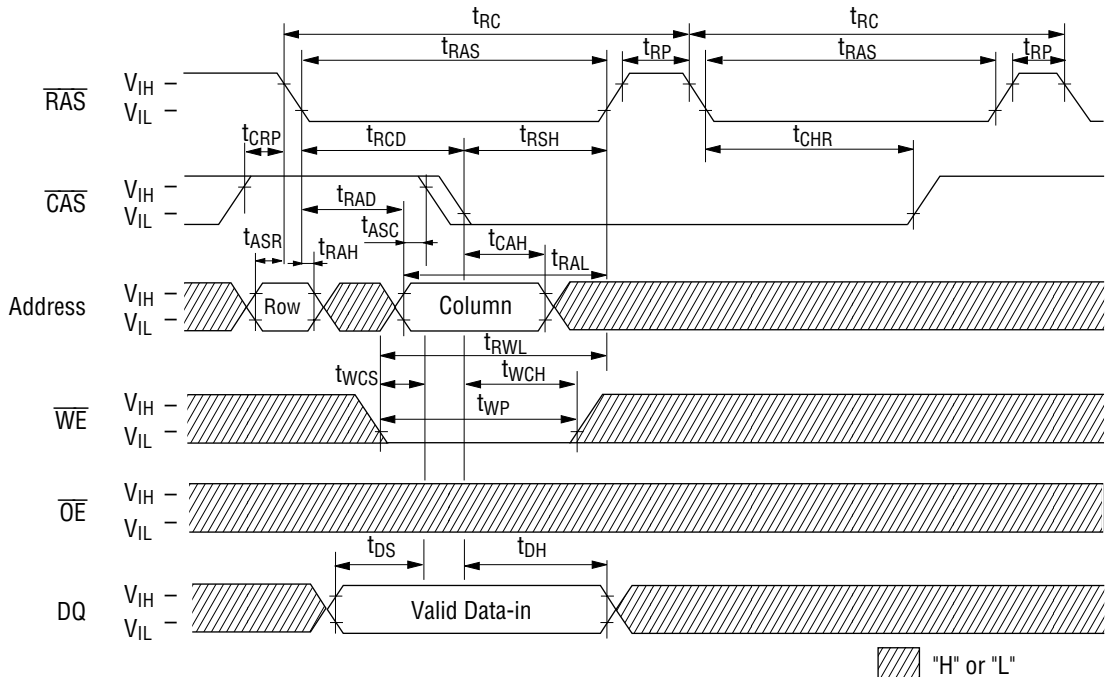 tRC tRC
tRAS tRP tRAS tRP
RAS VIH
VIL
tCRP tRCD tRSH tCHR
CAS VIH
VIL
tRAD
tASR tRAH tASC tCAH tRAL
Address VIH
VIL
Row Column
tRWL
tWCS tWCH
tWP
WE VIH
VIL
OE VIH
VIL
tDS tDH
DQ VIH
VIL
Valid Data-in
"H" or "L"